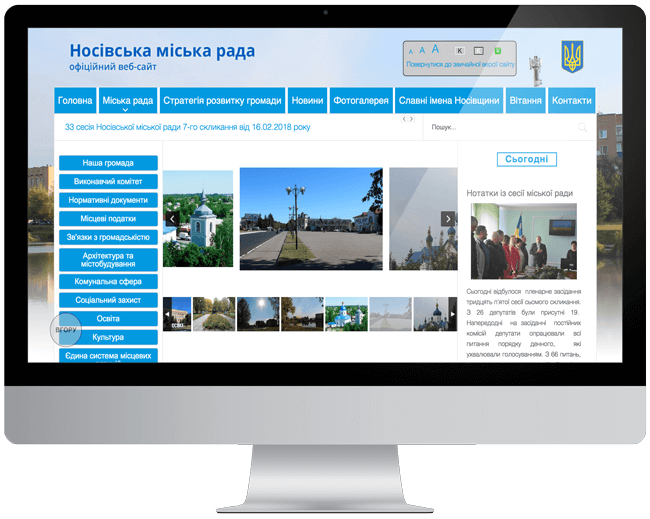 Носівська міська рада
офіційний веб-сайт
A A A К
Повернутися до звичайної версії сайту
Головна Міська рада Стратегія розвитку громади Новини Фотогалерея Славні імена Носівщини Вітання Контакти
33 сесія Носівської міської ради 7-го скликання від 16.02.2018 року
Пошук...
Наша громада
Виконавчий комітет
Нормативні документи
Місцеві податки
Зв'язки з громадськістю
Архітектура та
містобудування
Комунальна сфера
Соціальний захист
Освіта
Культура
Єдина система місцевих
ВГОРУ
Сьогодні
Нотатки із сесії міської ради
Сьогодні відбулося пленарне засідання
тридцять п'ятої сесії сьомого скликання.
З 26 депутатів були присутні 19.
Напередодні на засіданні постійних
комісій депутати опрацювали всі
питання порядку денного, які
ухвалювали голосуванням. З 66 питань,